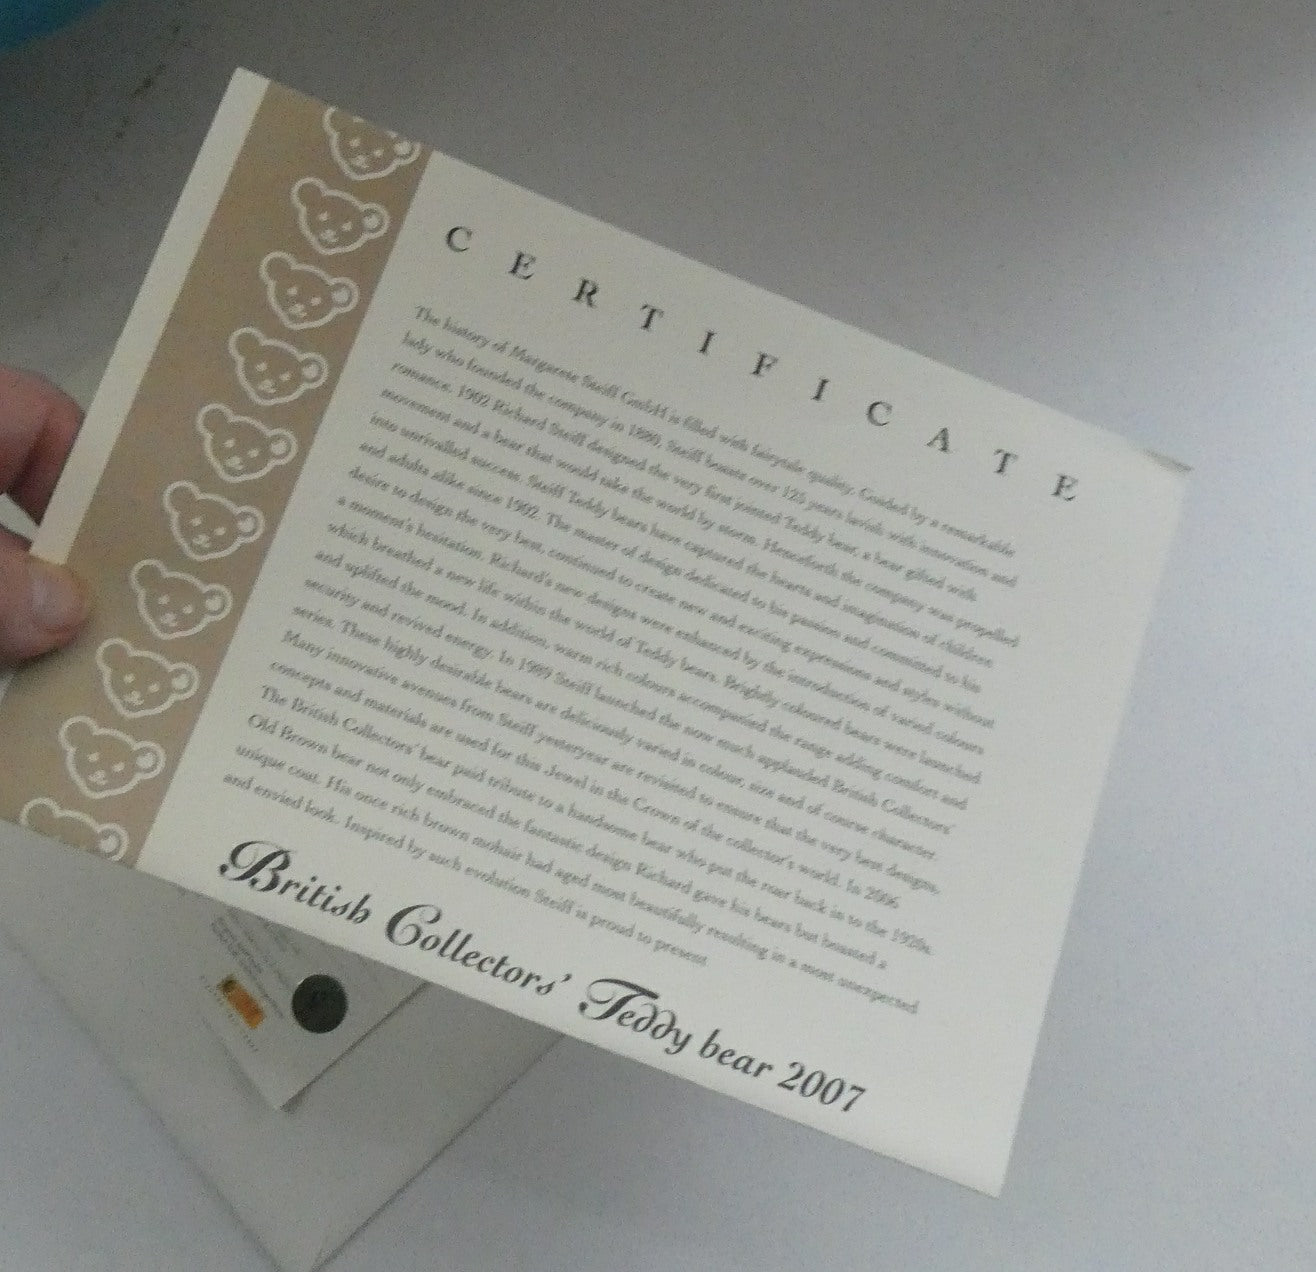 CERTIFICATE
The history of Margarete Steiff GmbH is filled with fairytale quality. Guided by a remarkable
lady who founded the company in 1880, Steiff boasts over 125 years lavish with innovation and
romance. 1902 Richard Steiff designed the very first jointed Teddy bear, a bear gifted with
movement and a bear that would take the world by storm. Henceforth the company was propelled
into unrivalled success. Steiff Teddy bears have captured the hearts and imagination of children
and adults alike since 1902. The master of design dedicated to his passion and committed to his
desire to design the very best, continued to create new and exciting expressions and styles without
a moment's hesitation. Richard's new designs were enhanced by the introduction of varied colours
which breathed a new life within the world of Teddy bears. Brightly coloured bears were launched
and uplifted the mood. In addition, warm rich colours accompanied the range adding comfort and
security and revived energy. In 1989 Steiff launched the now much applauded British Collectors'
series. These highly desirable bears are deliciously varied in colour, size and of course character.
Many innovative avenues from Steiff yesteryear are revisited to ensure that the very best designs,
concepts and materials are used for this Jewel in the Crown of the collector's world. In 2006
The British Collectors' bear paid tribute to a handsome bear who put the roar back in to the 1920s.
Old Brown bear not only embraced the fantastic design Richard gave his bears but boasted a
unique coat. His once rich brown mohair had aged most beautifully resulting in a most unexpected
and envied look. Inspired by such evolution Steiff is proud to present
British Collectors' Teddy bear 2007